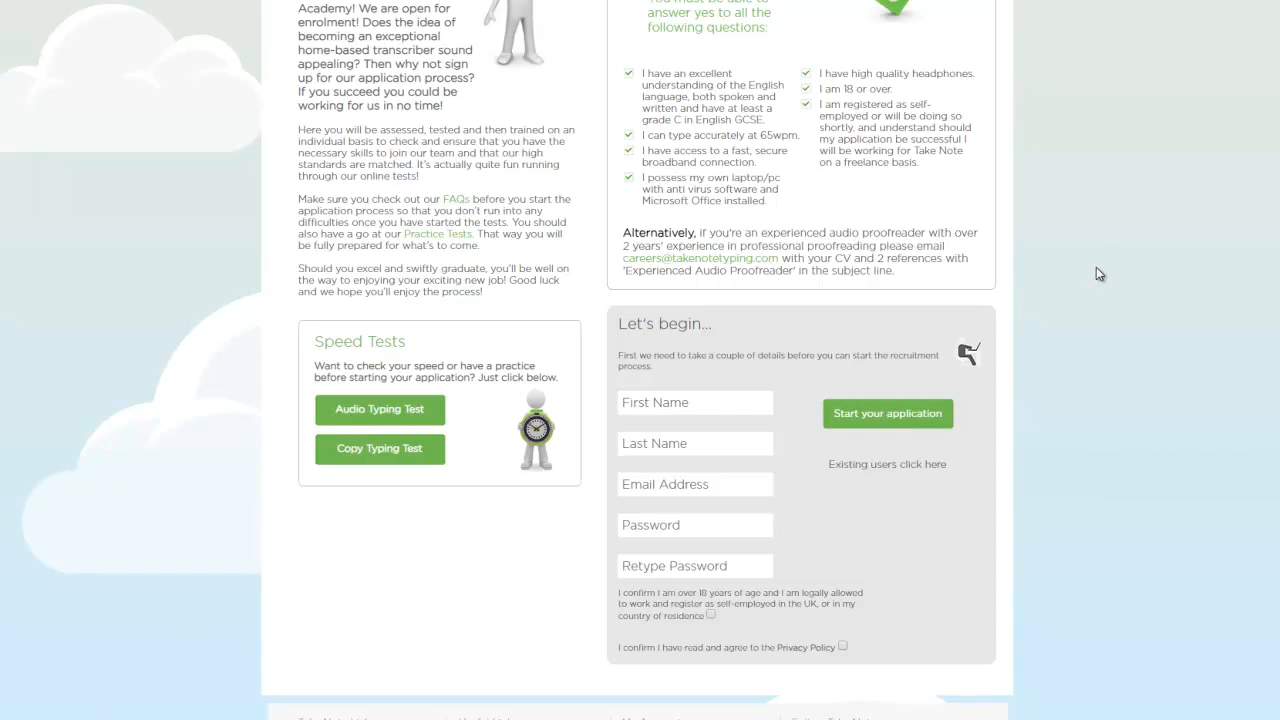 Academy! We are open for
enrolment! Does the idea of
becoming an exceptional
home-based transcriber sound
appealing? Then why not sign
up for our application process?
If you succeed you could be
working for us in no time!
Here you will be assessed, tested and then trained on an
individual basis to check and ensure that you have the
necessary skills to join our team and that our high
standards are matched. It's actually quite fun running
through our online tests!
Make sure you check out our FAQs before you start the
application process so that you don't run into any
difficulties once you have started the tests. You should
also have a go at our Practice Tests. That way you will
be fully prepared for what's to come.
Should you excel and swiftly graduate, you'll be well on
the way to enjoying your exciting new job! Good luck
and we hope you'll enjoy the process!
Speed Tests
Want to check your speed or have a practice
before starting your application? Just click below.
Audio Typing Test
Copy Typing Test
You must be able to
answer yes to all the
following questions:
I have an excellent
understanding of the English
language, both spoken and
written and have at least a
grade C in English GCSE.
I can type accurately at 65wpm.
I have access to a fast, secure
broadband connection.
I possess my own laptop/pc
with anti virus software and
Microsoft Office installed.
I have high quality headphones.
I am 18 or over.
I am registered as self-
employed or will be doing so
shortly, and understand should
my application be successful I
will be working for Take Note
on a freelance basis.
Alternatively, if you're an experienced audio proofreader with over
2 years' experience in professional proofreading please email
careers@takenotetyping.com with your CV and 2 references with
'Experienced Audio Proofreader' in the subject line.
Let's begin...
First we need to take a couple of details before you can start the recruitment
process.
First Name
Last Name
Email Address
Password
Retype Password
Start your application
Existing users click here
I confirm I am over 18 years of age and I am legally allowed
to work and register as self-employed in the UK, or in my
country of residence
I confirm I have read and agree to the Privacy Policy